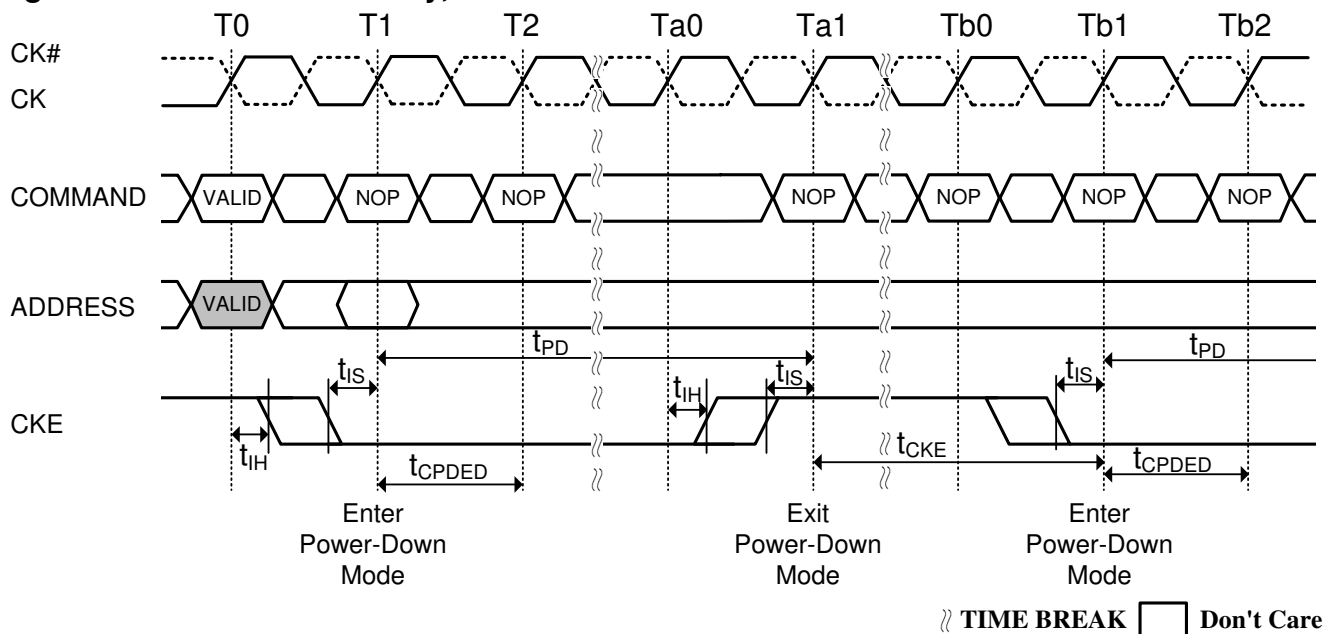 T0 T1 T2 Ta0 Ta1 Tb0 Tb1 Tb2
CK#
CK
COMMAND VALID NOP NOP NOP NOP NOP NOP
ADDRESS VALID
tPD tPD
tIS tIH tIS tIS
CKE
tIH tCPDED tCKE tCPDED
Enter Exit Enter
Power-Down Power-Down Power-Down
Mode Mode Mode
TIME BREAK Don't Care